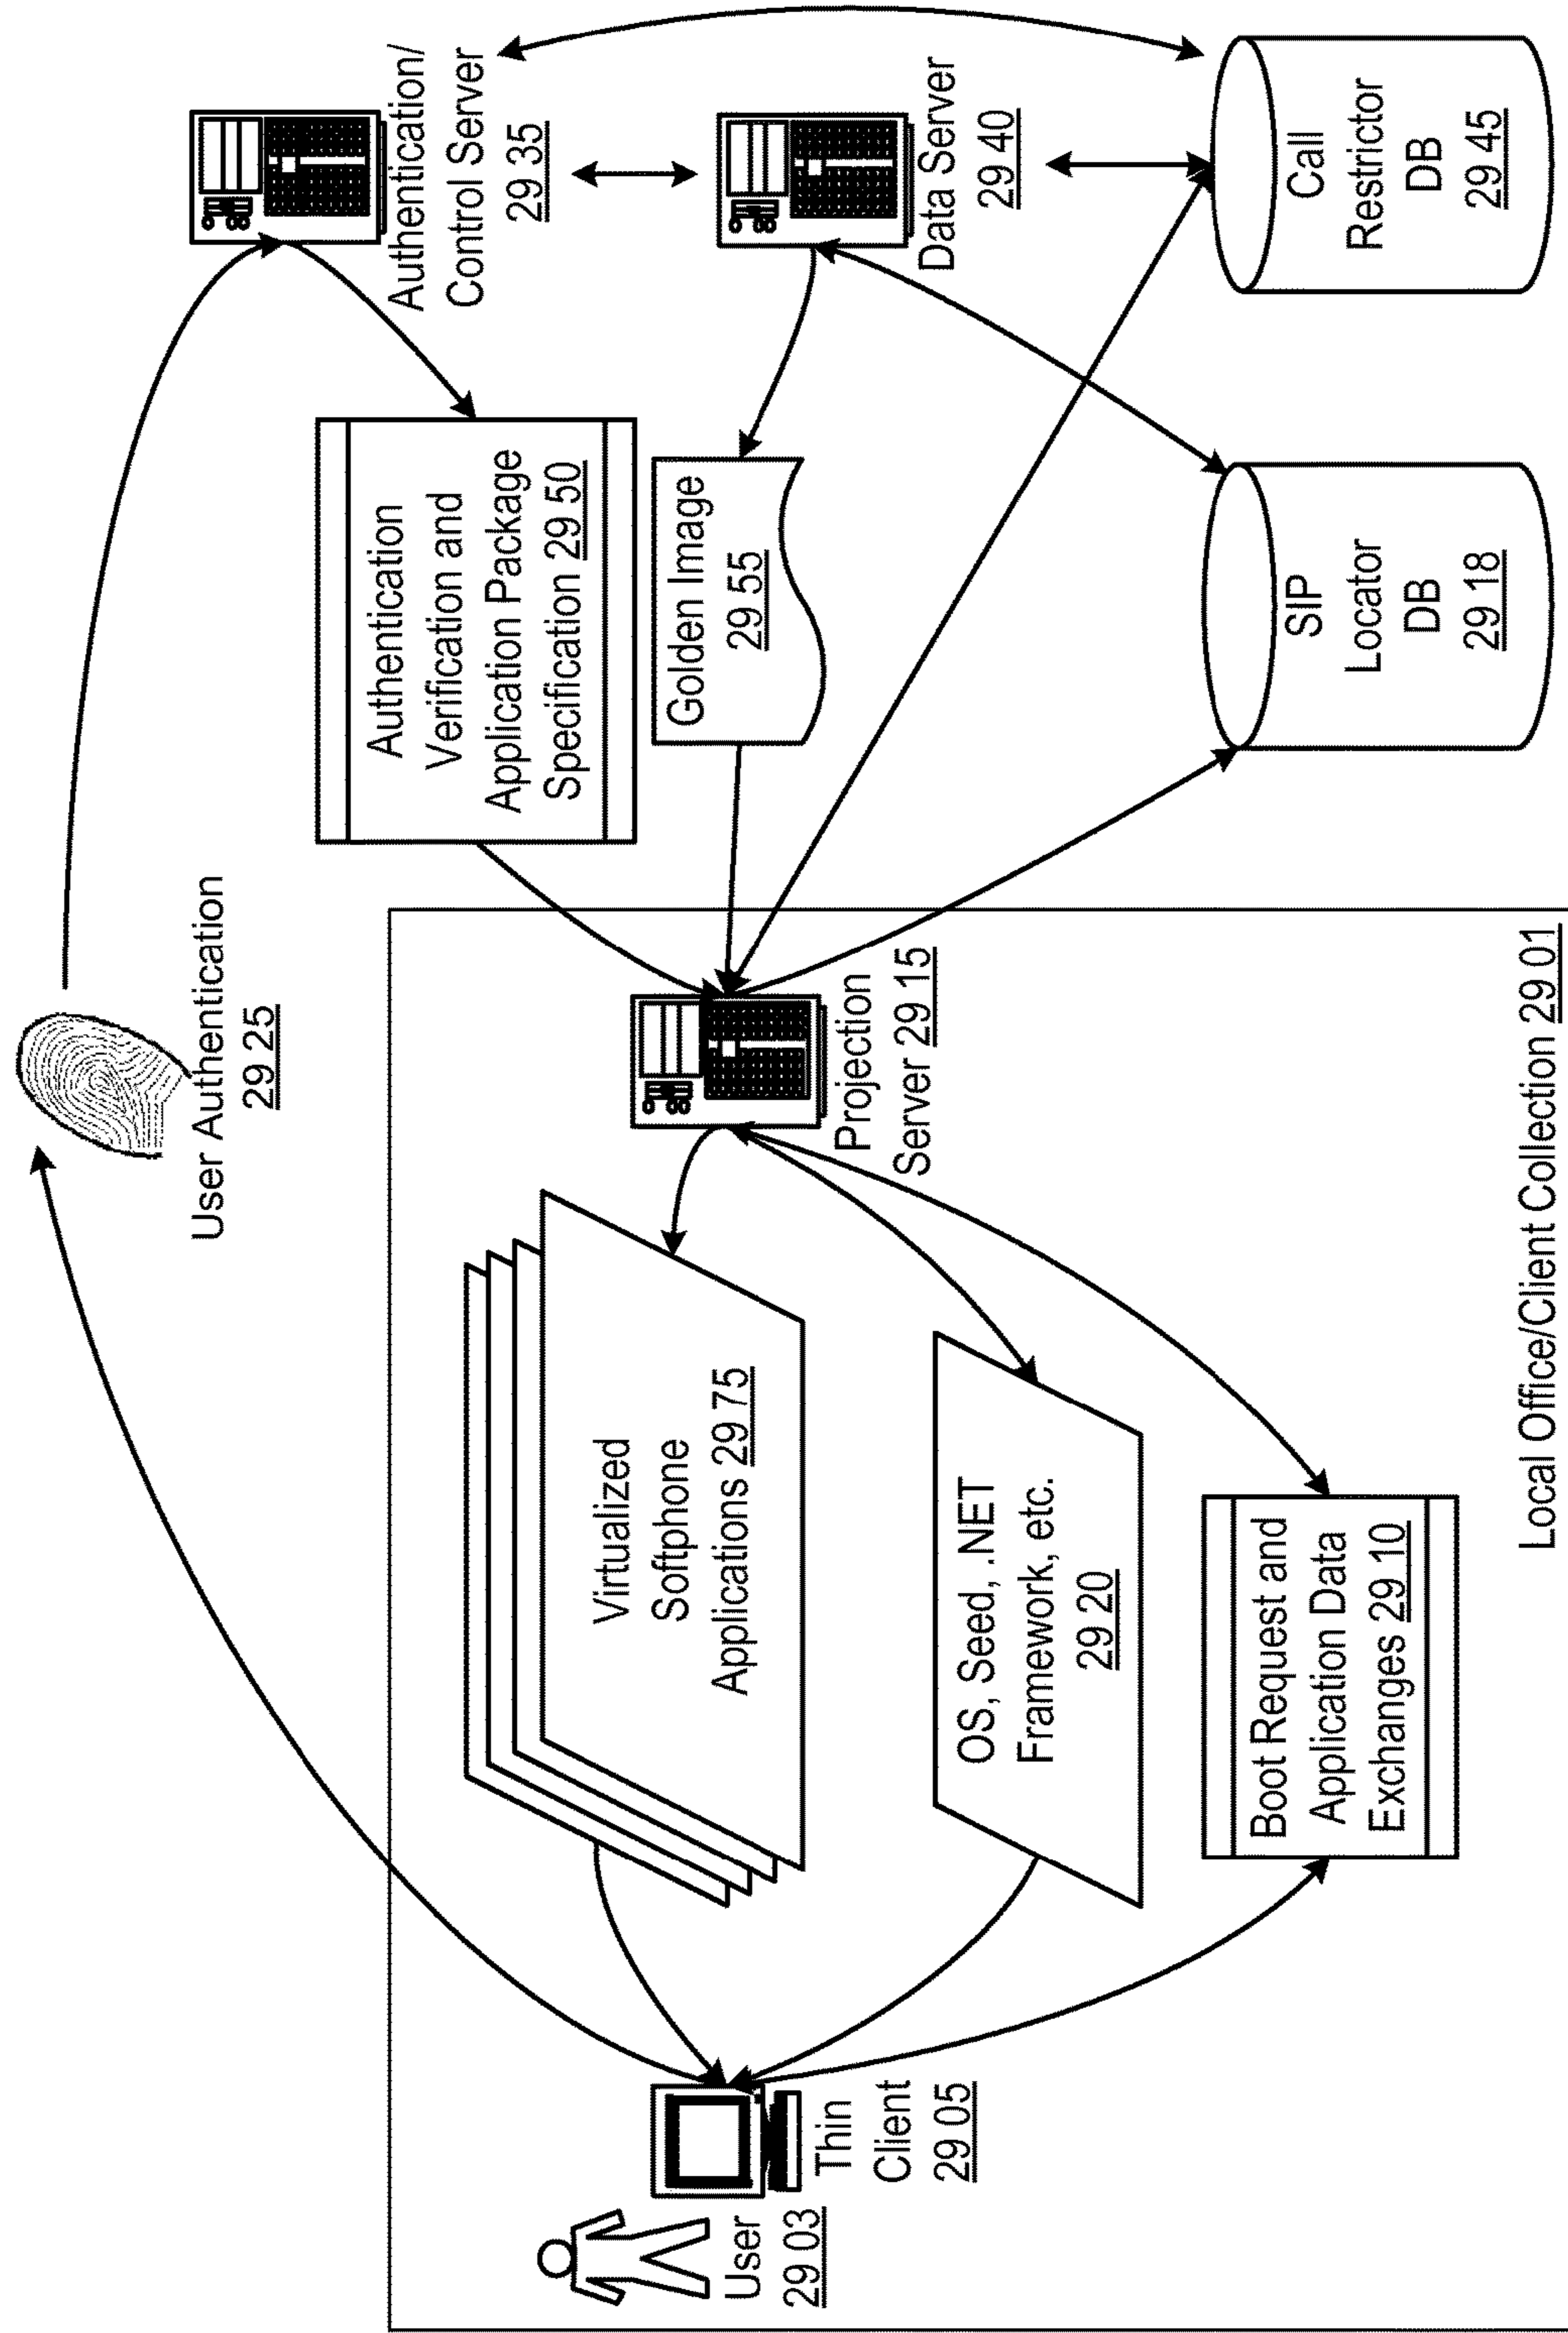 User Authentication
29 25
Authentication/
Control Server
29 35
Authentication
Verification and
Application Package
Specification 29 50
Golden Image
29 55
Data Server
29 40
Call
Restrictor
DB
29 45
SIP
Locator
DB
29 18
Projection
Server 29 15
Virtualized
Softphone
Applications 29 75
OS, Seed, .NET
Framework, etc.
29 20
Boot Request and
Application Data
Exchanges 29 10
User
29 03
Thin
Client
29 05
Local Office/Client Collection 29 01